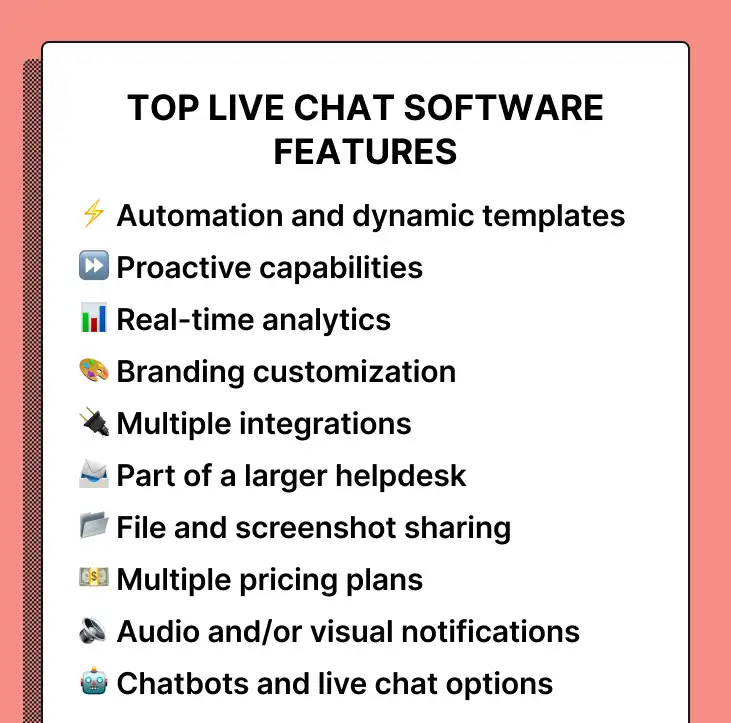 TOP LIVE CHAT SOFTWARE
FEATURES
⚡ Automation and dynamic templates
⏩ Proactive capabilities
📊 Real-time analytics
🎨 Branding customization
🔌 Multiple integrations
📨 Part of a larger helpdesk
📂 File and screenshot sharing
💵 Multiple pricing plans
🔊 Audio and/or visual notifications
🤖 Chatbots and live chat options